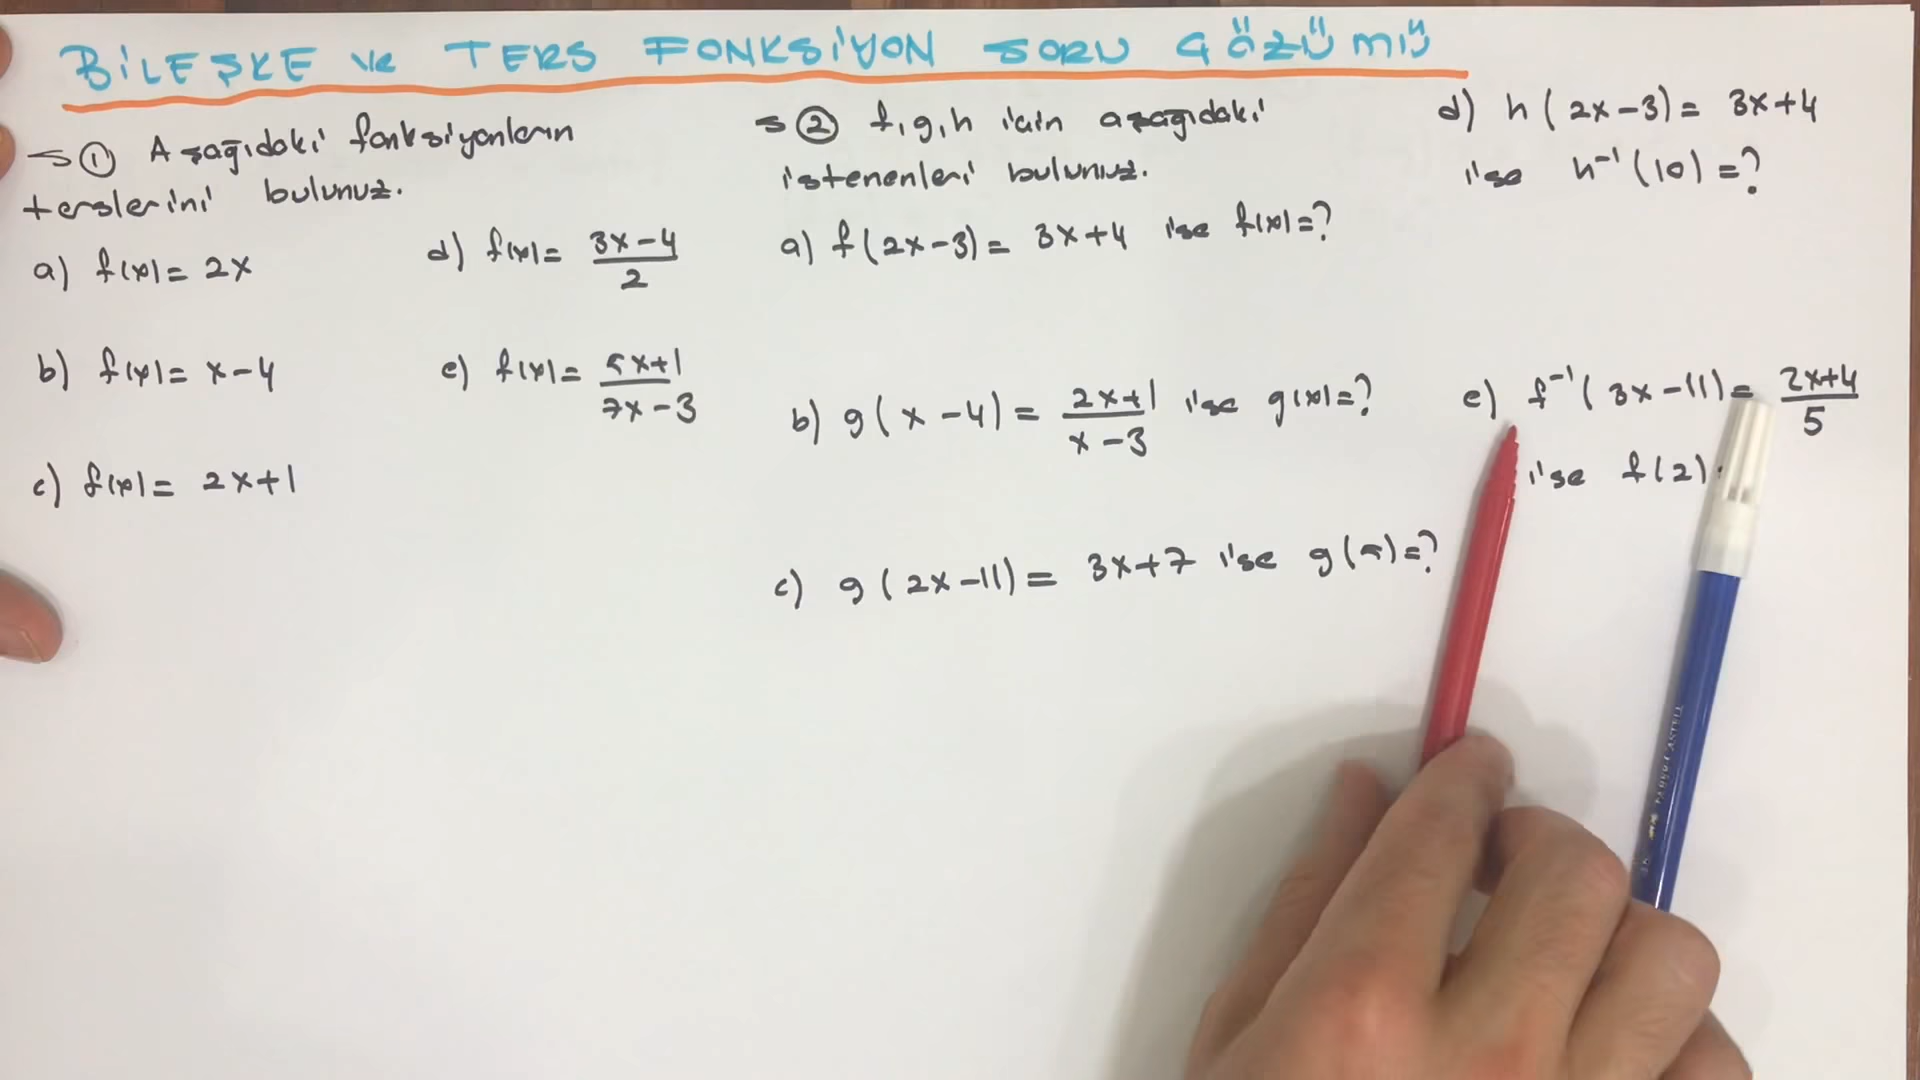 BİLEŞKE ve TERS FONKSİYON SORU ÇÖZÜMÜ
S① Aşağıdaki fonksiyonların
terslerini bulunuz.
a) f(x) = 2x
b) f(x) = x-4
c) f(x) = 2x+1
d) f(x) = 3x-4 / 2
e) f(x) = 5x+1 / 7x-3
S② f,g,h için aşağıdaki
istenenleri bulunuz.
a) f(2x-3) = 3x+4 ise f(x)=?
b) g(x-4) = 2x+1 / x-3 ise g(x)=?
c) g(2x-11) = 3x+7 ise g(5)=?
d) h(2x-3) = 3x+4
ise h⁻¹(10)=?
e) f⁻¹(3x-11) = 2x+4 / 5
ise f(2)